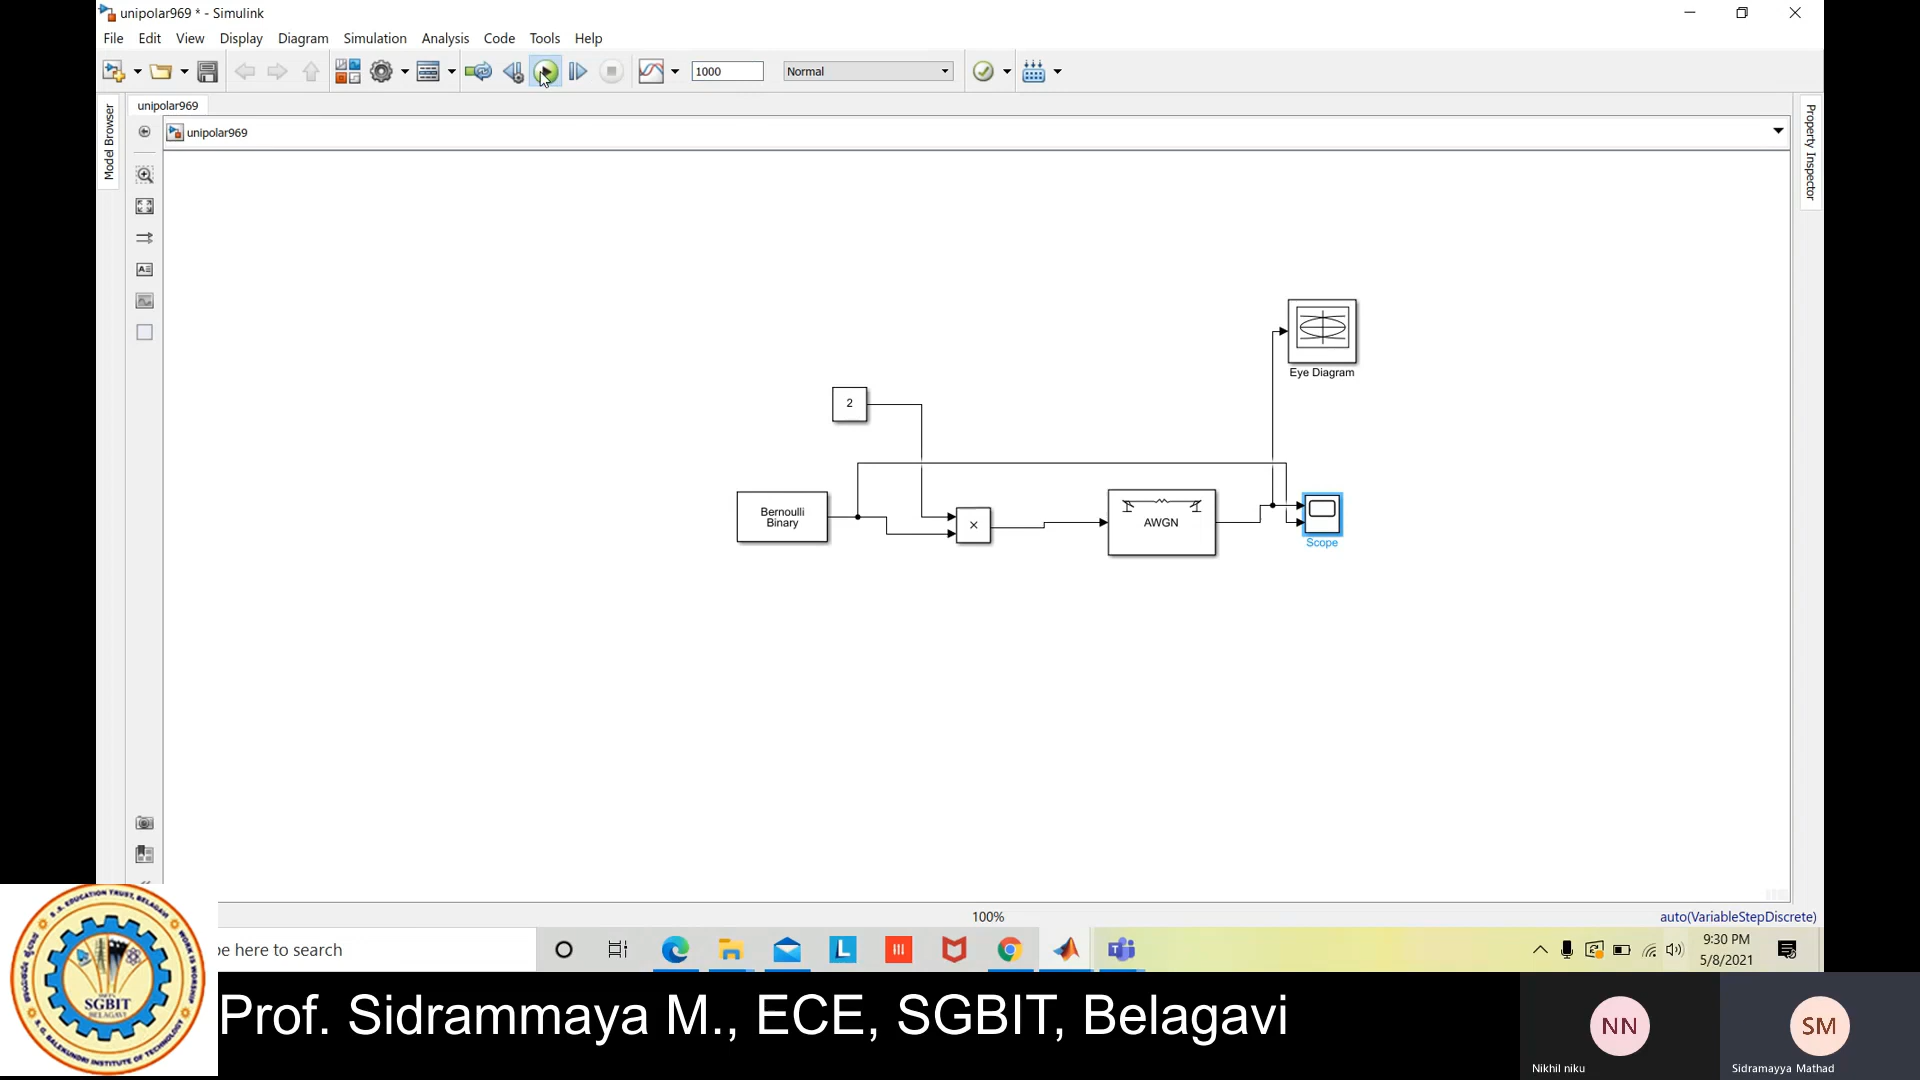 unipolar969 * - Simulink
File Edit View Display Diagram Simulation Analysis Code Tools Help
1000
Normal
Model Browser
unipolar969
unipolar969
Property Inspector
Eye Diagram
2
Bernoulli
Binary
×
AWGN
Scope
100%
auto(VariableStepDiscrete)
pe here to search
L
9:30 PM
5/8/2021
SGBIT
BELAGAVI
Prof. Sidrammaya M., ECE, SGBIT, Belagavi
NN
SM
Nikhil niku
Sidramayya Mathad